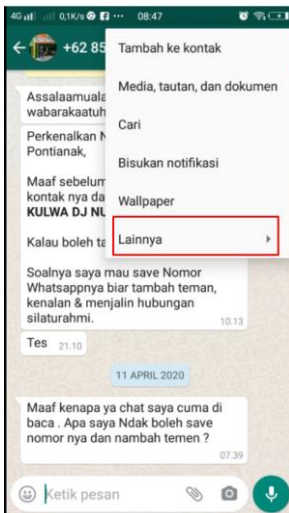 4G 0,1K/s ... 08:47
+62 85
Tambah ke kontak
Media, tautan, dan dokumen
Cari
Bisukan notifikasi
Wallpaper
Lainnya
Assalaamuala
wabarakaatuh
Perkenalkan N
Pontianak,
Maaf sebelum
kontak nya da
KULWA DJ NU
Kalau boleh ta
Soalnya saya mau save Nomor
Whatsappnya biar tambah teman,
kenalan & menjalin hubungan
silaturahmi.
10.13
Tes 21.10
11 APRIL 2020
Maaf kenapa ya chat saya cuma di
baca . Apa saya Ndak boleh save
nomor nya dan nambah temen ?
07.39
Ketik pesan